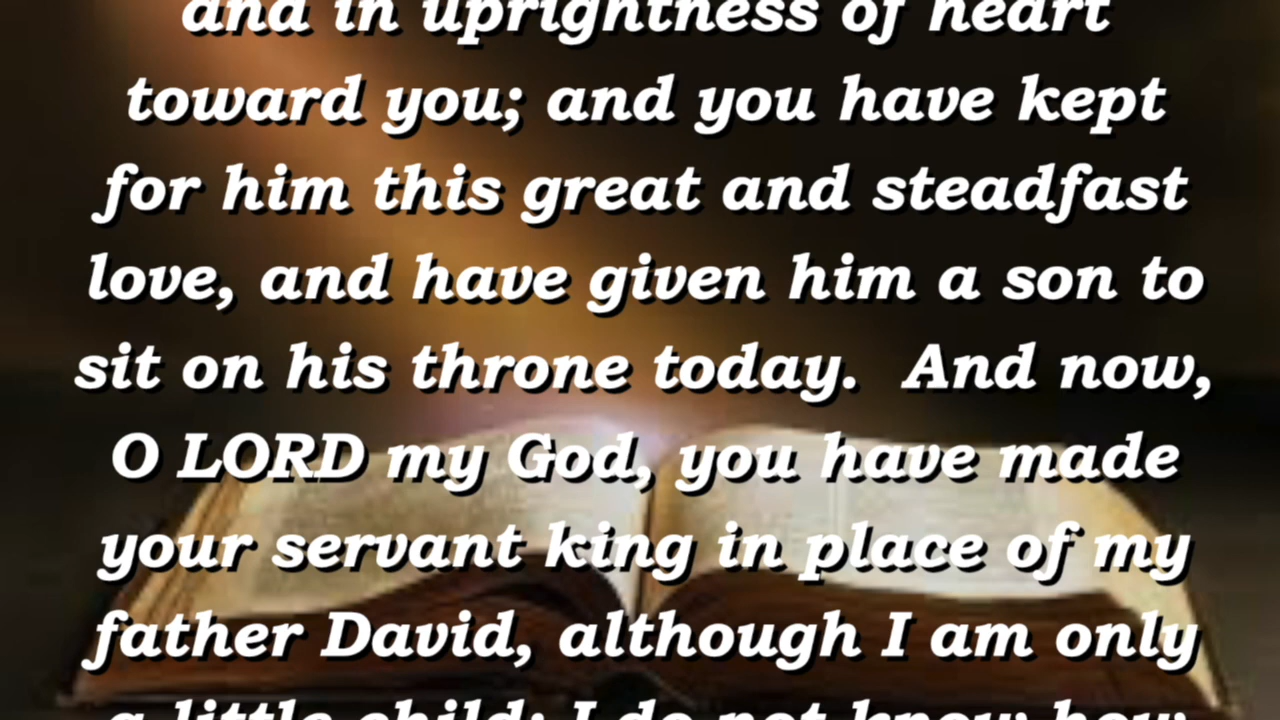 and in uprightness of heart
toward you; and you have kept
for him this great and steadfast
love, and have given him a son to
sit on his throne today.  And now,
O LORD my God, you have made
your servant king in place of my
father David, although I am only
a little child; I do not know how